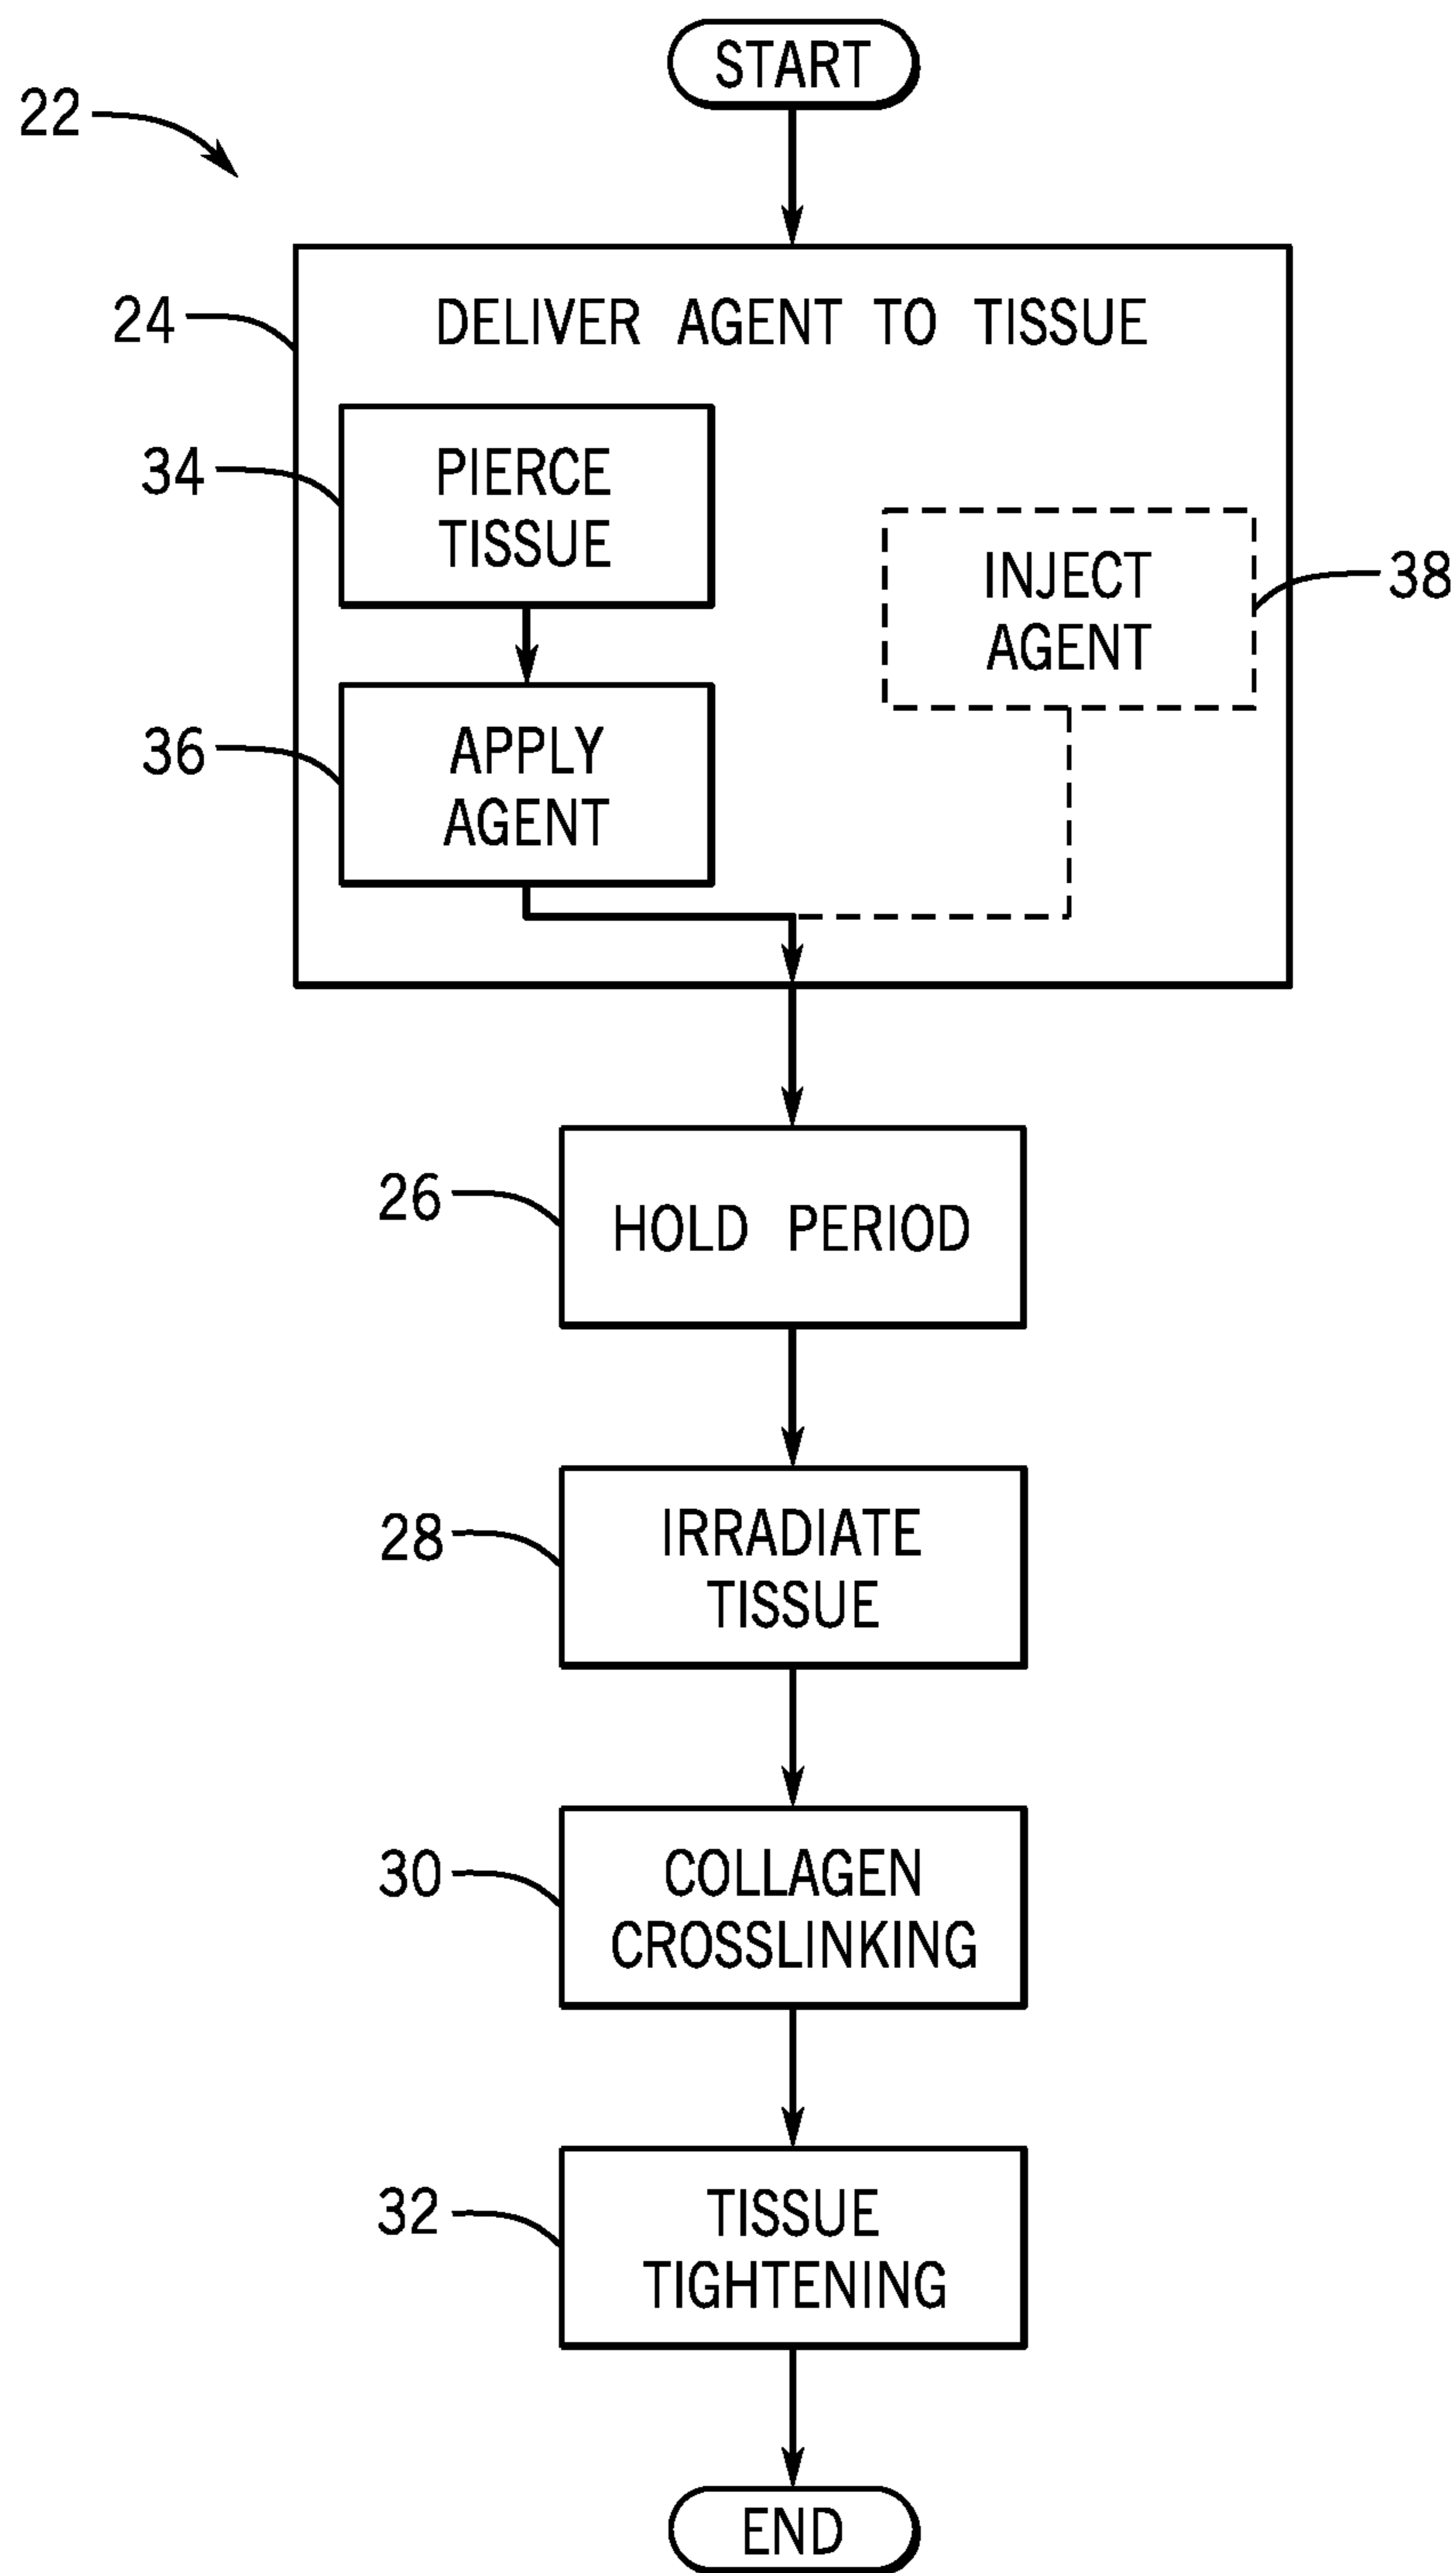 START
22
24
DELIVER AGENT TO TISSUE
34
PIERCE
TISSUE
INJECT
AGENT
38
36
APPLY
AGENT
26
HOLD PERIOD
28
IRRADIATE
TISSUE
30
COLLAGEN
CROSSLINKING
32
TISSUE
TIGHTENING
END